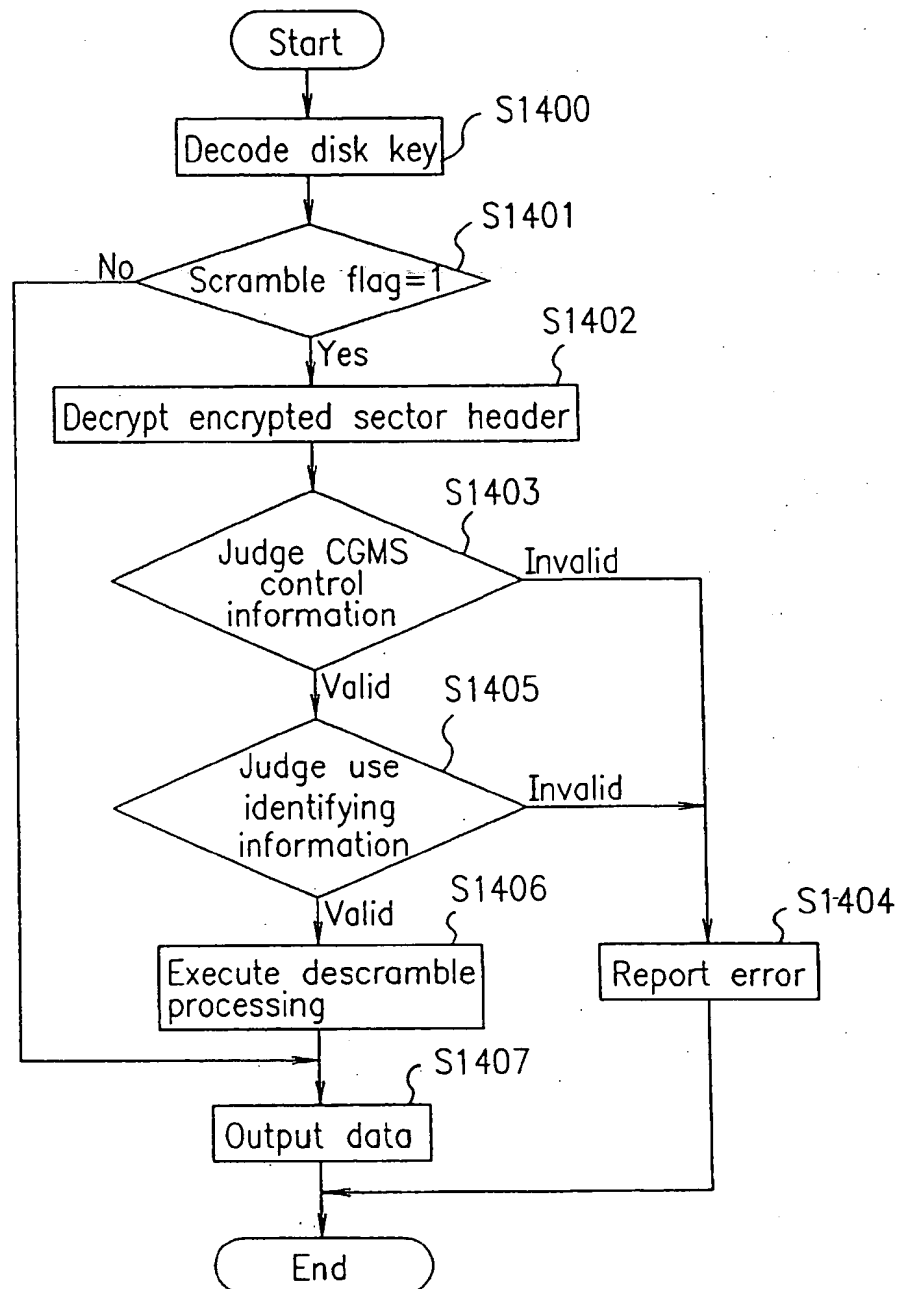 Start
S1400
Decode disk key
S1401
No
Scramble flag=1
S1402
Yes
Decrypt encrypted sector header
S1403
Judge CGMS
control
information
Invalid
Valid
S1405
Judge use
identifying
information
Invalid
Valid
S1406
S1404
Execute descramble
processing
Report error
S1407
Output data
End